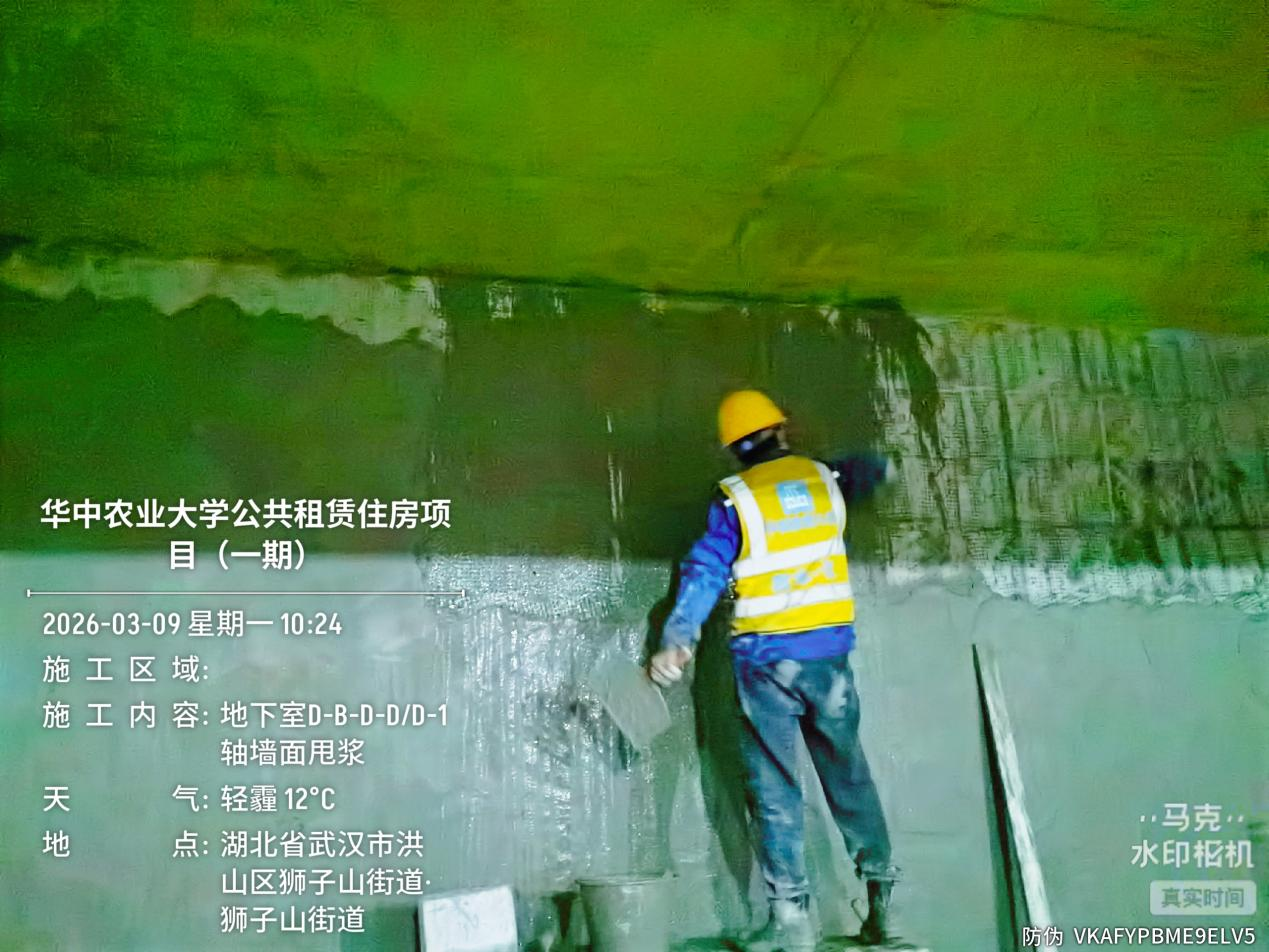 华中农业大学公共租赁住房项
目（一期）
2026-03-09 星期一 10:24
施工区域:
施工内容: 地下室D-B-D-D/D-1
轴墙面甩浆
天气: 轻霾 12°C
地点: 湖北省武汉市洪
山区狮子山街道·
狮子山街道
马克
水印相机
真实时间
防伪 VKAFYPBME9ELV5